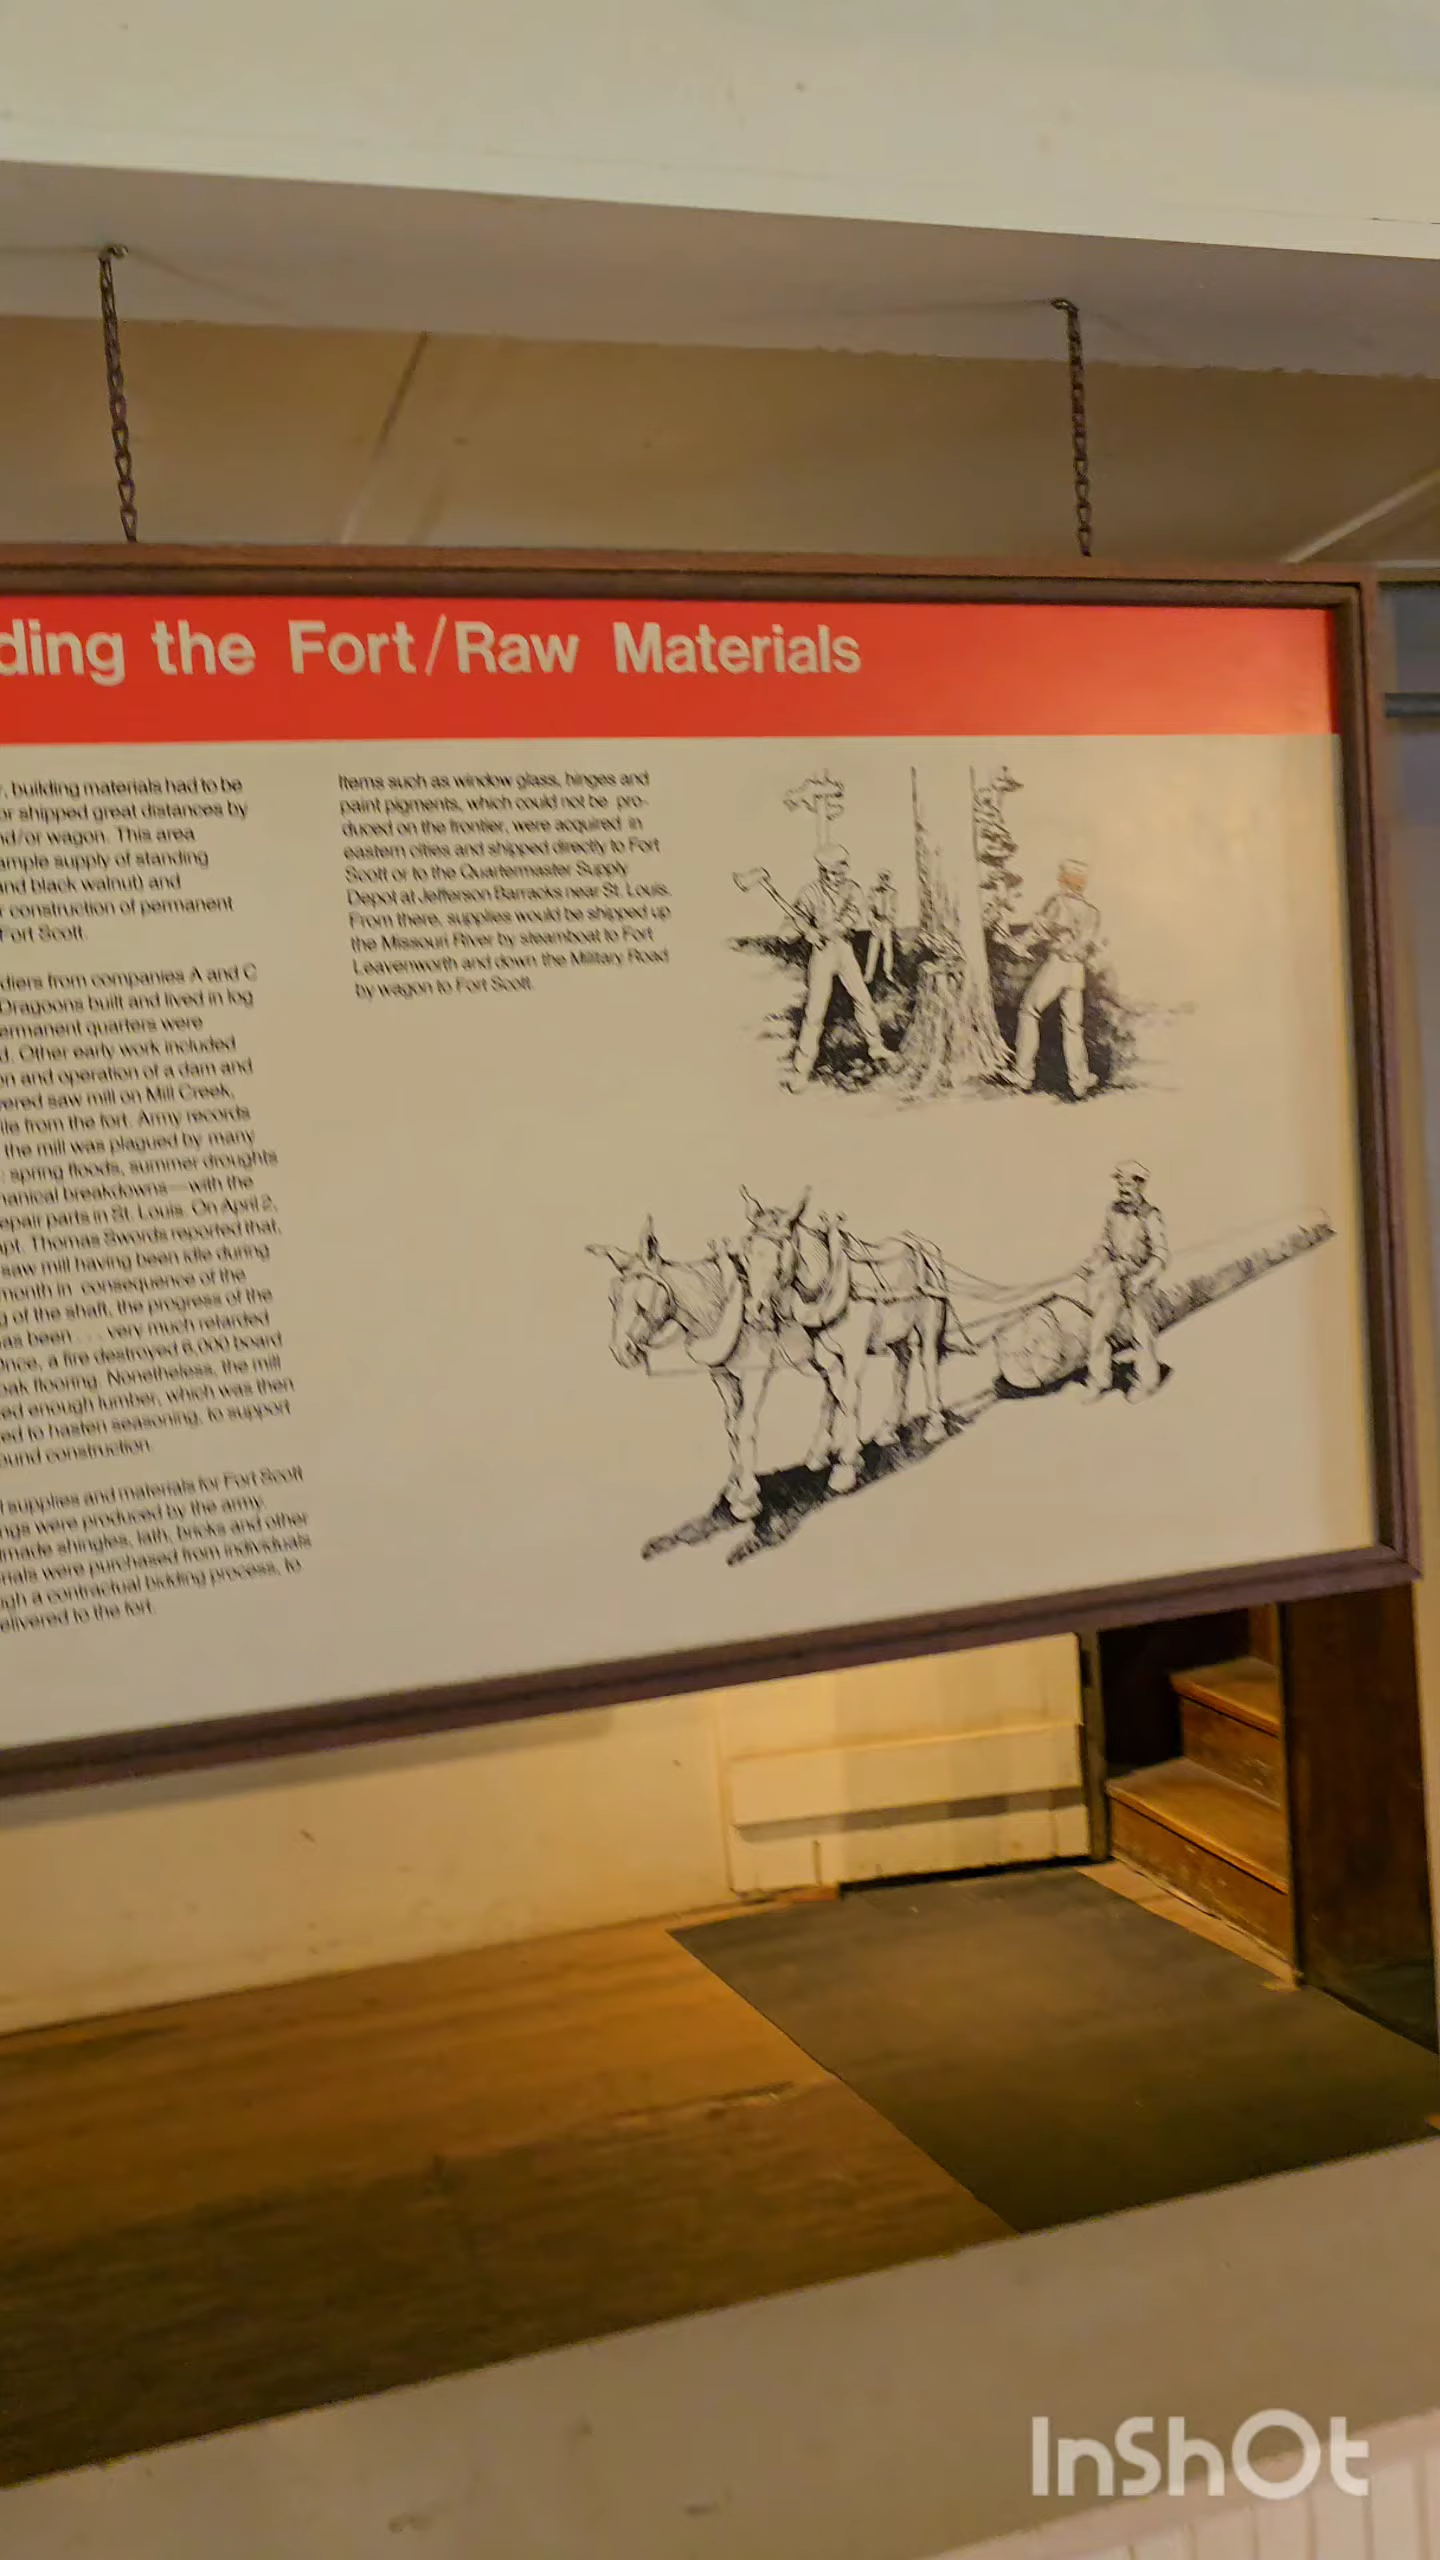 ding the Fort/Raw Materials
, building materials had to be
or shipped great distances by
nd/or wagon. This area
ample supply of standing
and black walnut) and
r construction of permanent
Fort Scott.
diers from companies A and C
Dragoons built and lived in log
ermanent quarters were
d. Other early work included
on and operation of a dam and
vered saw mill on Mill Creek,
ile from the fort. Army records
the mill was plagued by many
: spring floods, summer droughts
hanical breakdowns—with the
epair parts in St. Louis. On April 2,
apt. Thomas Swords reported that,
saw mill having been idle during
month in consequence of the
g of the shaft, the progress of the
as been . . . very much retarded
Once, a fire destroyed 6,000 board
oak flooring. Nonetheless, the mill
ed enough lumber, which was then
ed to hasten seasoning, to support
ound construction.
l supplies and materials for Fort Scott
ngs were produced by the army.
dmade shingles, lath, bricks and other
rials were purchased from individuals
ugh a contractual bidding process, to
elivered to the fort.
Items such as window glass, hinges and
paint pigments, which could not be pro-
duced on the frontier, were acquired in
eastern cities and shipped directly to Fort
Scott or to the Quartermaster Supply
Depot at Jefferson Barracks near St. Louis.
From there, supplies would be shipped up
the Missouri River by steamboat to Fort
Leavenworth and down the Military Road
by wagon to Fort Scott.
InShOt